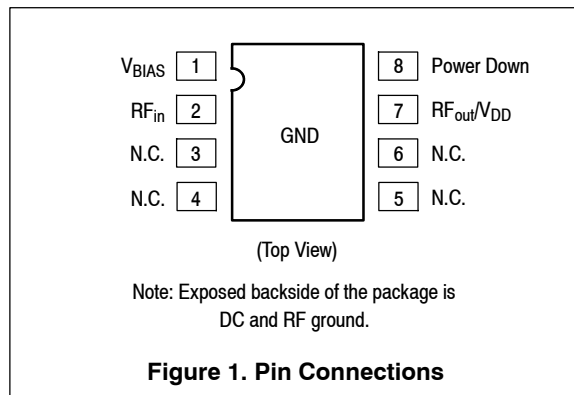 V_BIAS 1 8 Power Down
RF_in 2 7 RF_out/V_DD
GND
N.C. 3 6 N.C.
N.C. 4 5 N.C.
(Top View)
Note: Exposed backside of the package is
DC and RF ground.
Figure 1. Pin Connections